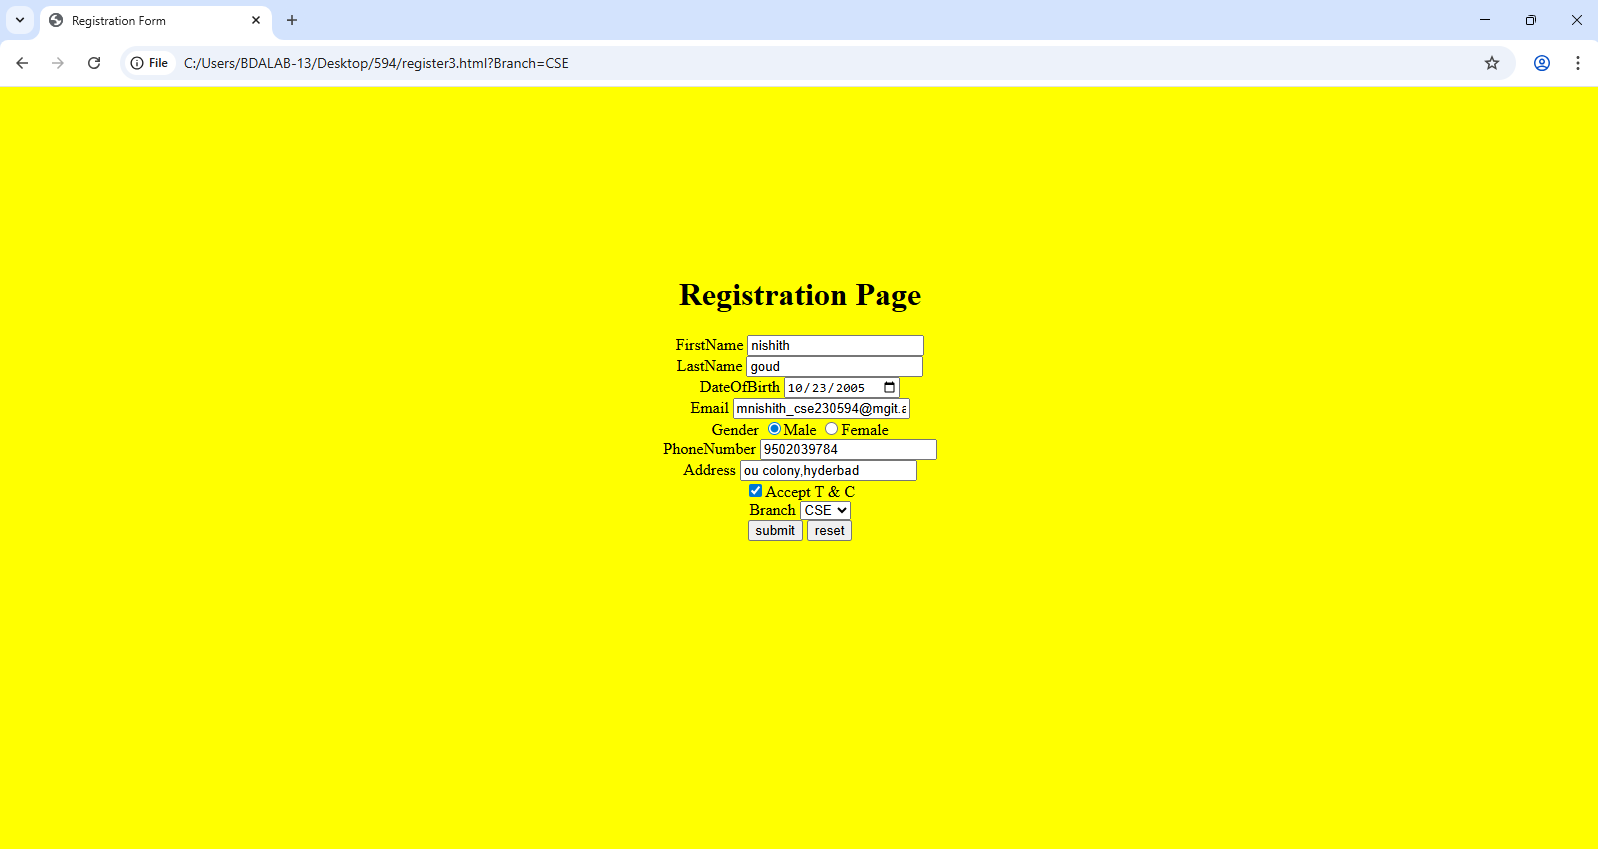 Registration Form
File C:/Users/BDALAB-13/Desktop/594/register3.html?Branch=CSE
Registration Page
FirstName nishith
LastName goud
DateOfBirth 10/23/2005
Email mnishith_cse230594@mgit.a
Gender Male Female
PhoneNumber 9502039784
Address ou colony,hyderbad
Accept T & C
Branch CSE
submit reset